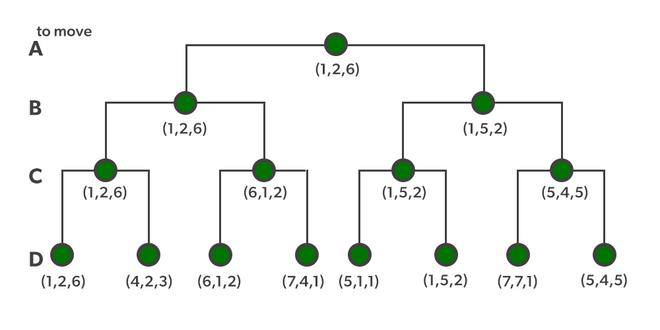 to move
A
(1,2,6)
B
(1,2,6) (1,5,2)
C
(1,2,6) (6,1,2) (1,5,2) (5,4,5)
D
(1,2,6) (4,2,3) (6,1,2) (7,4,1) (5,1,1) (1,5,2) (7,7,1) (5,4,5)